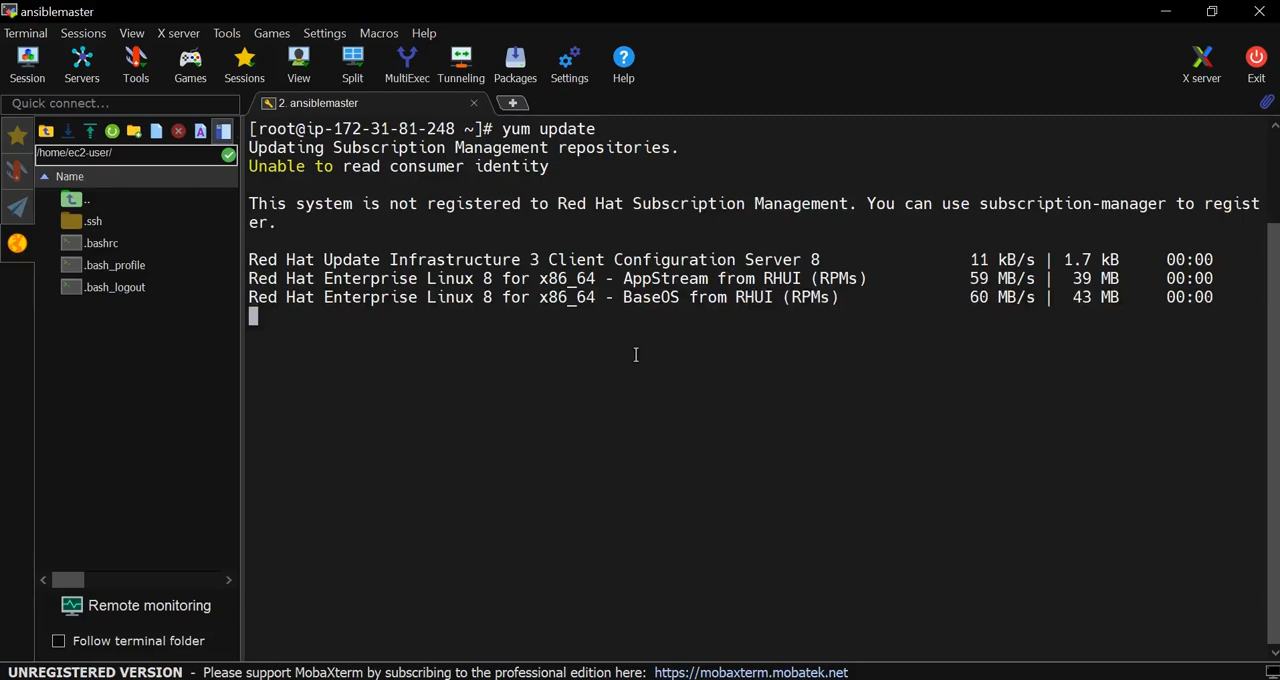 ansiblemaster
Terminal Sessions View X server Tools Games Settings Macros Help
Session Servers Tools Games Sessions View Split MultiExec Tunneling Packages Settings Help X server Exit
Quick connect...
2. ansiblemaster
/home/ec2-user/
Name
..
.ssh
.bashrc
.bash_profile
.bash_logout
Remote monitoring
Follow terminal folder
[root@ip-172-31-81-248 ~]# yum update
Updating Subscription Management repositories.
Unable to read consumer identity
This system is not registered to Red Hat Subscription Management. You can use subscription-manager to regist
er.
Red Hat Update Infrastructure 3 Client Configuration Server 8 11 kB/s | 1.7 kB 00:00
Red Hat Enterprise Linux 8 for x86_64 - AppStream from RHUI (RPMs) 59 MB/s | 39 MB 00:00
Red Hat Enterprise Linux 8 for x86_64 - BaseOS from RHUI (RPMs) 60 MB/s | 43 MB 00:00
UNREGISTERED VERSION - Please support MobaXterm by subscribing to the professional edition here: https://mobaxterm.mobatek.net